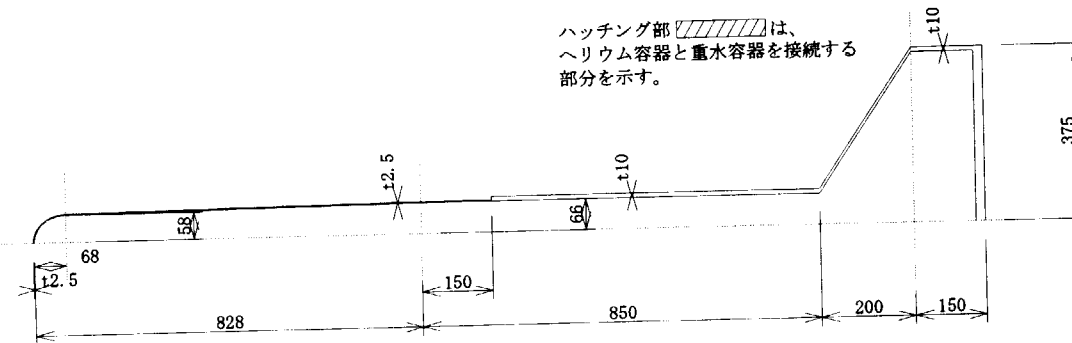 ハッチング部 は、
ヘリウム容器と重水容器を接続する
部分を示す。
t10
375
t2.5
t10
58
66
68
t2.5
150
828
850
200
150